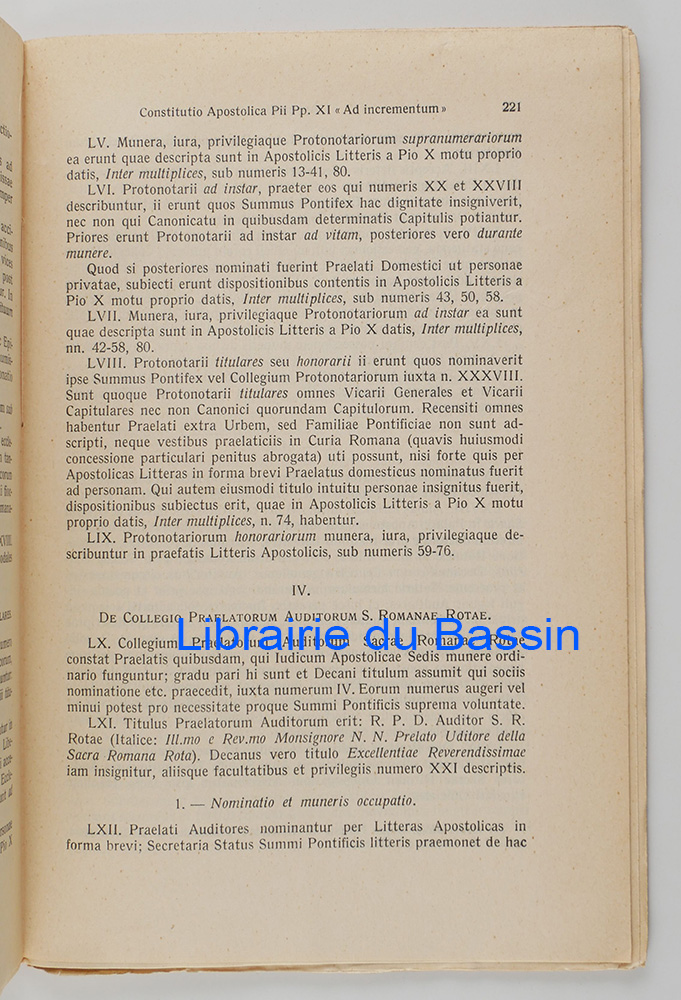 Constitutio Apostolica Pii Pp. XI « Ad incrementum » 221
LV. Munera, iura, privilegiaque Protonotariorum supranumerariorum
ea erunt quae descripta sunt in Apostolicis Litteris a Pio X motu proprio
datis, Inter multiplices, sub numeris 13-41, 80.
LVI. Protonotarii ad instar, praeter eos qui numeris XX et XXVIII
describuntur, ii erunt quos Summus Pontifex hac dignitate insigniverit,
nec non qui Canonicatu in quibusdam determinatis Capitulis potiantur.
Priores erunt Protonotarii ad instar ad vitam, posteriores vero durante
munere.
Quod si posteriores nominati fuerint Praelati Domestici ut personae
privatae, subiecti erunt dispositionibus contentis in Apostolicis Litteris a
Pio X motu proprio datis, Inter multiplices, sub numeris 43, 50, 58.
LVII. Munera, iura, privilegiaque Protonotariorum ad instar ea sunt
quae descripta sunt in Apostolicis Litteris a Pio X datis, Inter multiplices,
nn. 42-58, 80.
LVIII. Protonotarii titulares seu honorarii ii erunt quos nominaverit
ipse Summus Pontifex vel Collegium Protonotariorum iuxta n. XXXVIII.
Sunt quoque Protonotarii titulares omnes Vicarii Generales et Vicarii
Capitulares nec non Canonici quorundam Capitulorum. Recensiti omnes
habentur Praelati extra Urbem, sed Familiae Pontificiae non sunt ad-
scripti, neque vestibus praelaticiis in Curia Romana (quavis huiusmodi
concessione particulari penitus abrogata) uti possunt, nisi forte quis per
Apostolicas Litteras in forma brevi Praelatus domesticus nominatus fuerit
ad personam. Qui autem eiusmodi titulo intuitu personae insignitus fuerit,
dispositionibus subiectus erit, quae in Apostolicis Litteris a Pio X motu
proprio datis, Inter multiplices, n. 74, habentur.
LIX. Protonotariorum honorariorum munera, iura, privilegiaque de-
scribuntur in praefatis Litteris Apostolicis, sub numeris 59-76.
IV.
DE COLLEGIO PRAELATORUM AUDITORUM S. ROMANAE ROTAE.
Librairie du Bassin
LX. Collegium Praelatorum Auditorum Sacrae Romanae Rotae
constat Praelatis quibusdam, qui Iudicum Apostolicae Sedis munere ordi-
nario funguntur; gradu pari hi sunt et Decani titulum assumit qui sociis
nominatione etc. praecedit, iuxta numerum IV. Eorum numerus augeri vel
minui potest pro necessitate proque Summi Pontificis suprema voluntate.
LXI. Titulus Praelatorum Auditorum erit: R. P. D. Auditor S. R.
Rotae (Italice: Ill.mo e Rev.mo Monsignore N. N. Prelato Uditore della
Sacra Romana Rota). Decanus vero titulo Excellentiae Reverendissimae
iam insignitur, aliisque facultatibus et privilegiis numero XXI descriptis.
1. — Nominatio et muneris occupatio.
LXII. Praelati Auditores nominantur per Litteras Apostolicas in
forma brevi; Secretaria Status Summi Pontificis litteris praemonet de hac